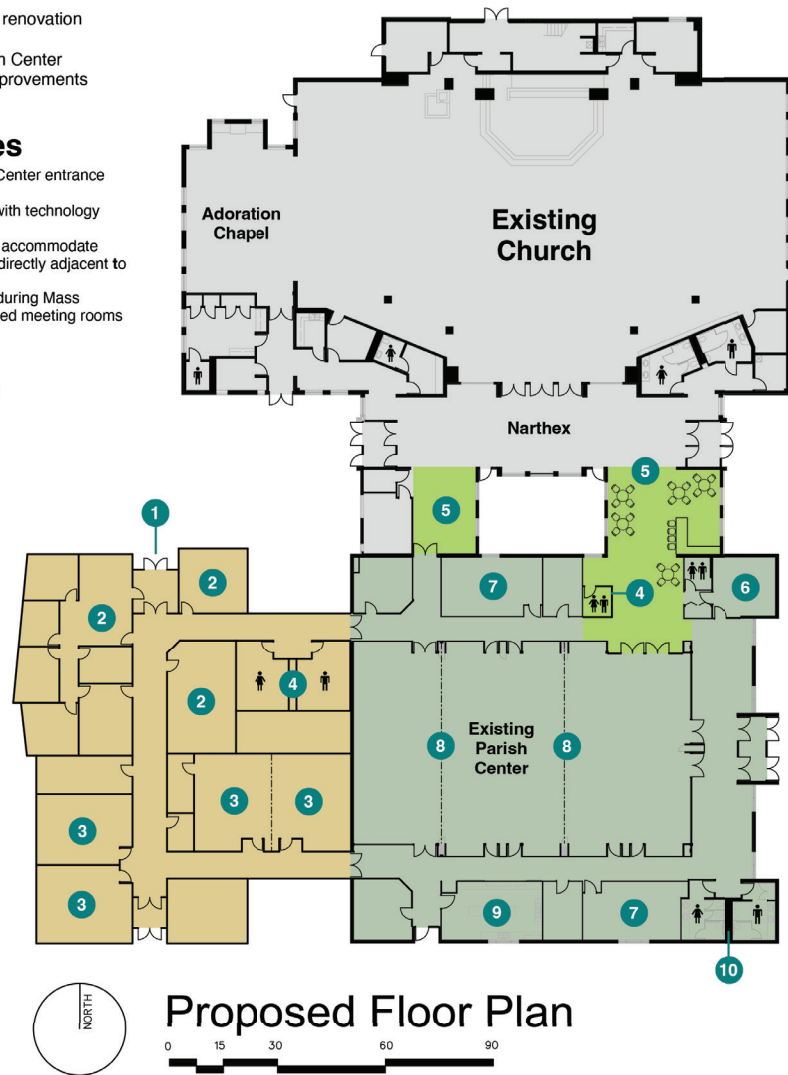 renovation
Center
provements
es
Center entrance
with technology
accommodate
directly adjacent to
during Mass
ed meeting rooms
Adoration
Chapel
Existing
Church
Narthex
5
5
1
2
7
4
6
2
2
4
Existing
Parish
Center
8
8
3
3
3
3
9
7
10
NORTH
Proposed Floor Plan
0 15 30 60 90